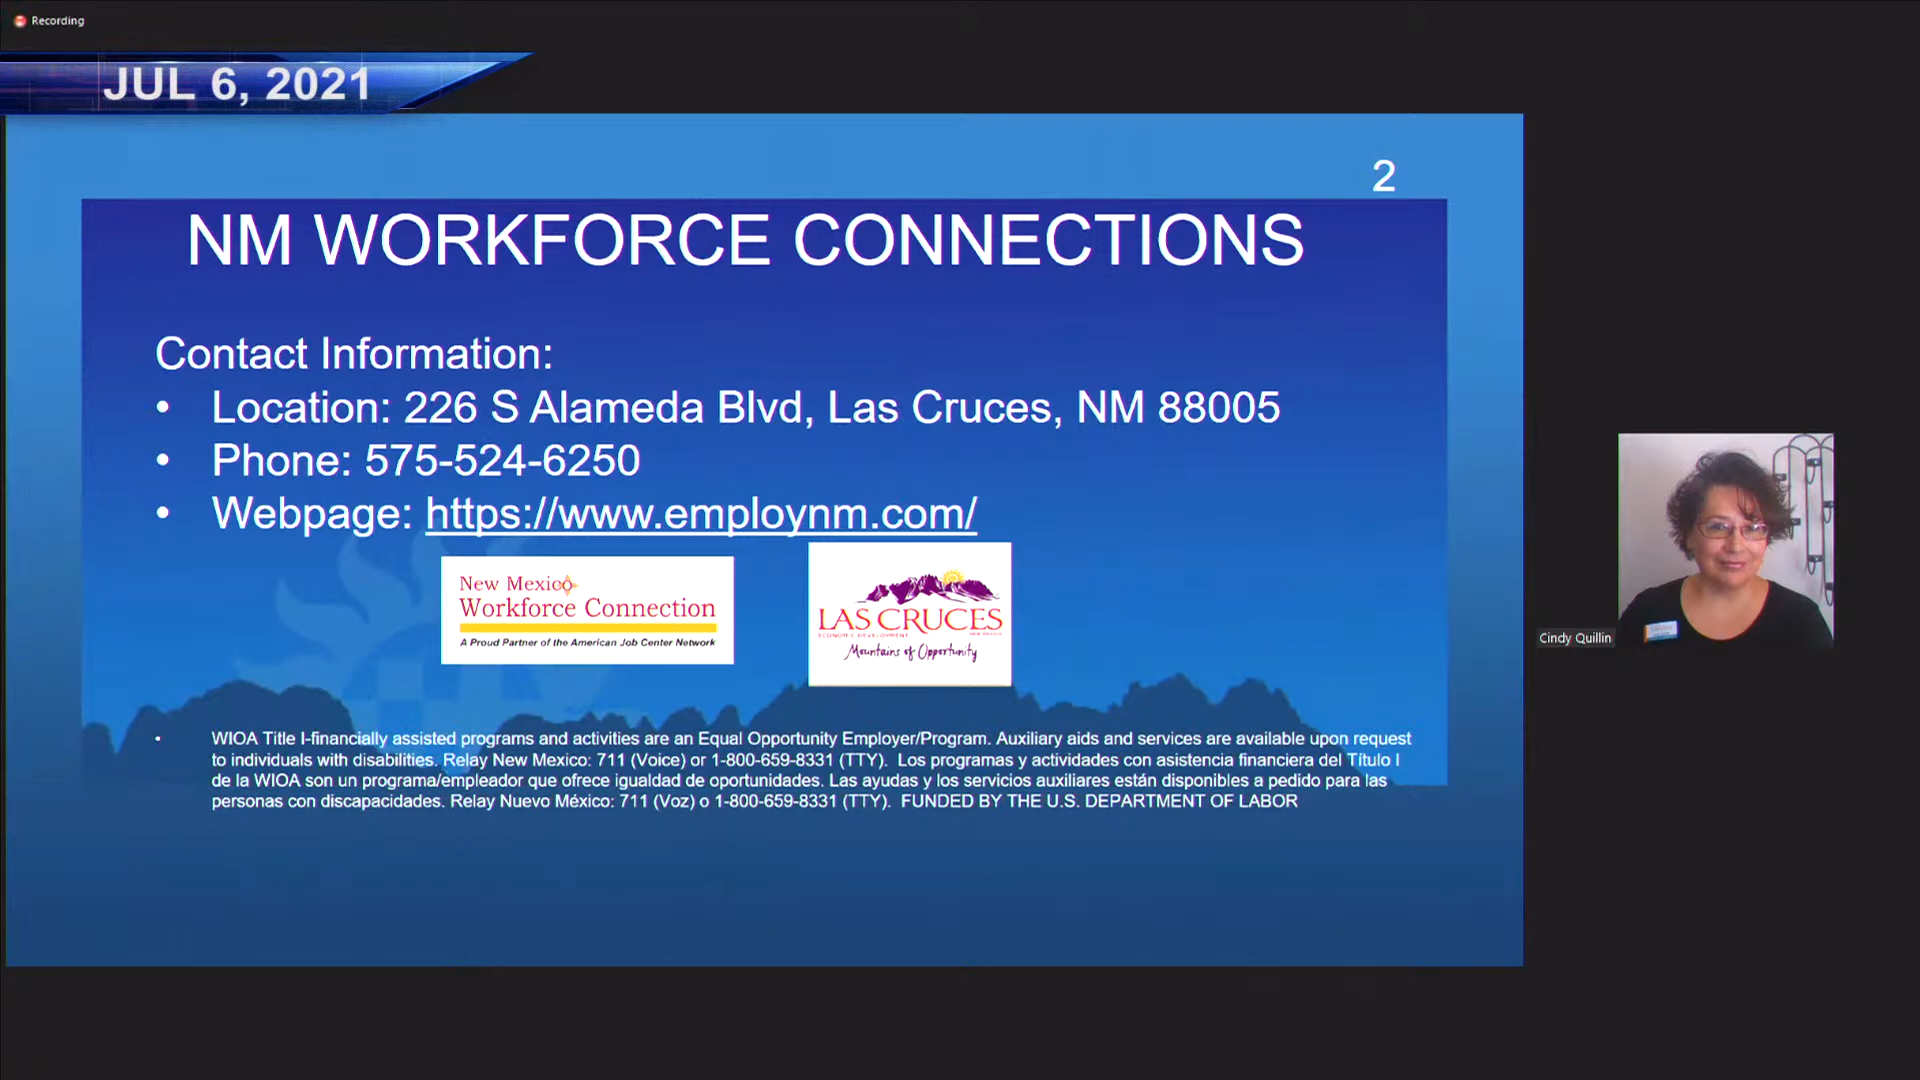 Recording
JUL 6, 2021
2
NM WORKFORCE CONNECTIONS
Contact Information:
• Location: 226 S Alameda Blvd, Las Cruces, NM 88005
• Phone: 575-524-6250
• Webpage: https://www.employnm.com/
New Mexico
Workforce Connection
A Proud Partner of the American Job Center Network
LAS CRUCES
ECONOMIC DEVELOPMENT NEW MEXICO
Mountains of Opportunity
Cindy Quillin
• WIOA Title I-financially assisted programs and activities are an Equal Opportunity Employer/Program. Auxiliary aids and services are available upon request
to individuals with disabilities. Relay New Mexico: 711 (Voice) or 1-800-659-8331 (TTY). Los programas y actividades con asistencia financiera del Título I
de la WIOA son un programa/empleador que ofrece igualdad de oportunidades. Las ayudas y los servicios auxiliares están disponibles a pedido para las
personas con discapacidades. Relay Nuevo México: 711 (Voz) o 1-800-659-8331 (TTY). FUNDED BY THE U.S. DEPARTMENT OF LABOR